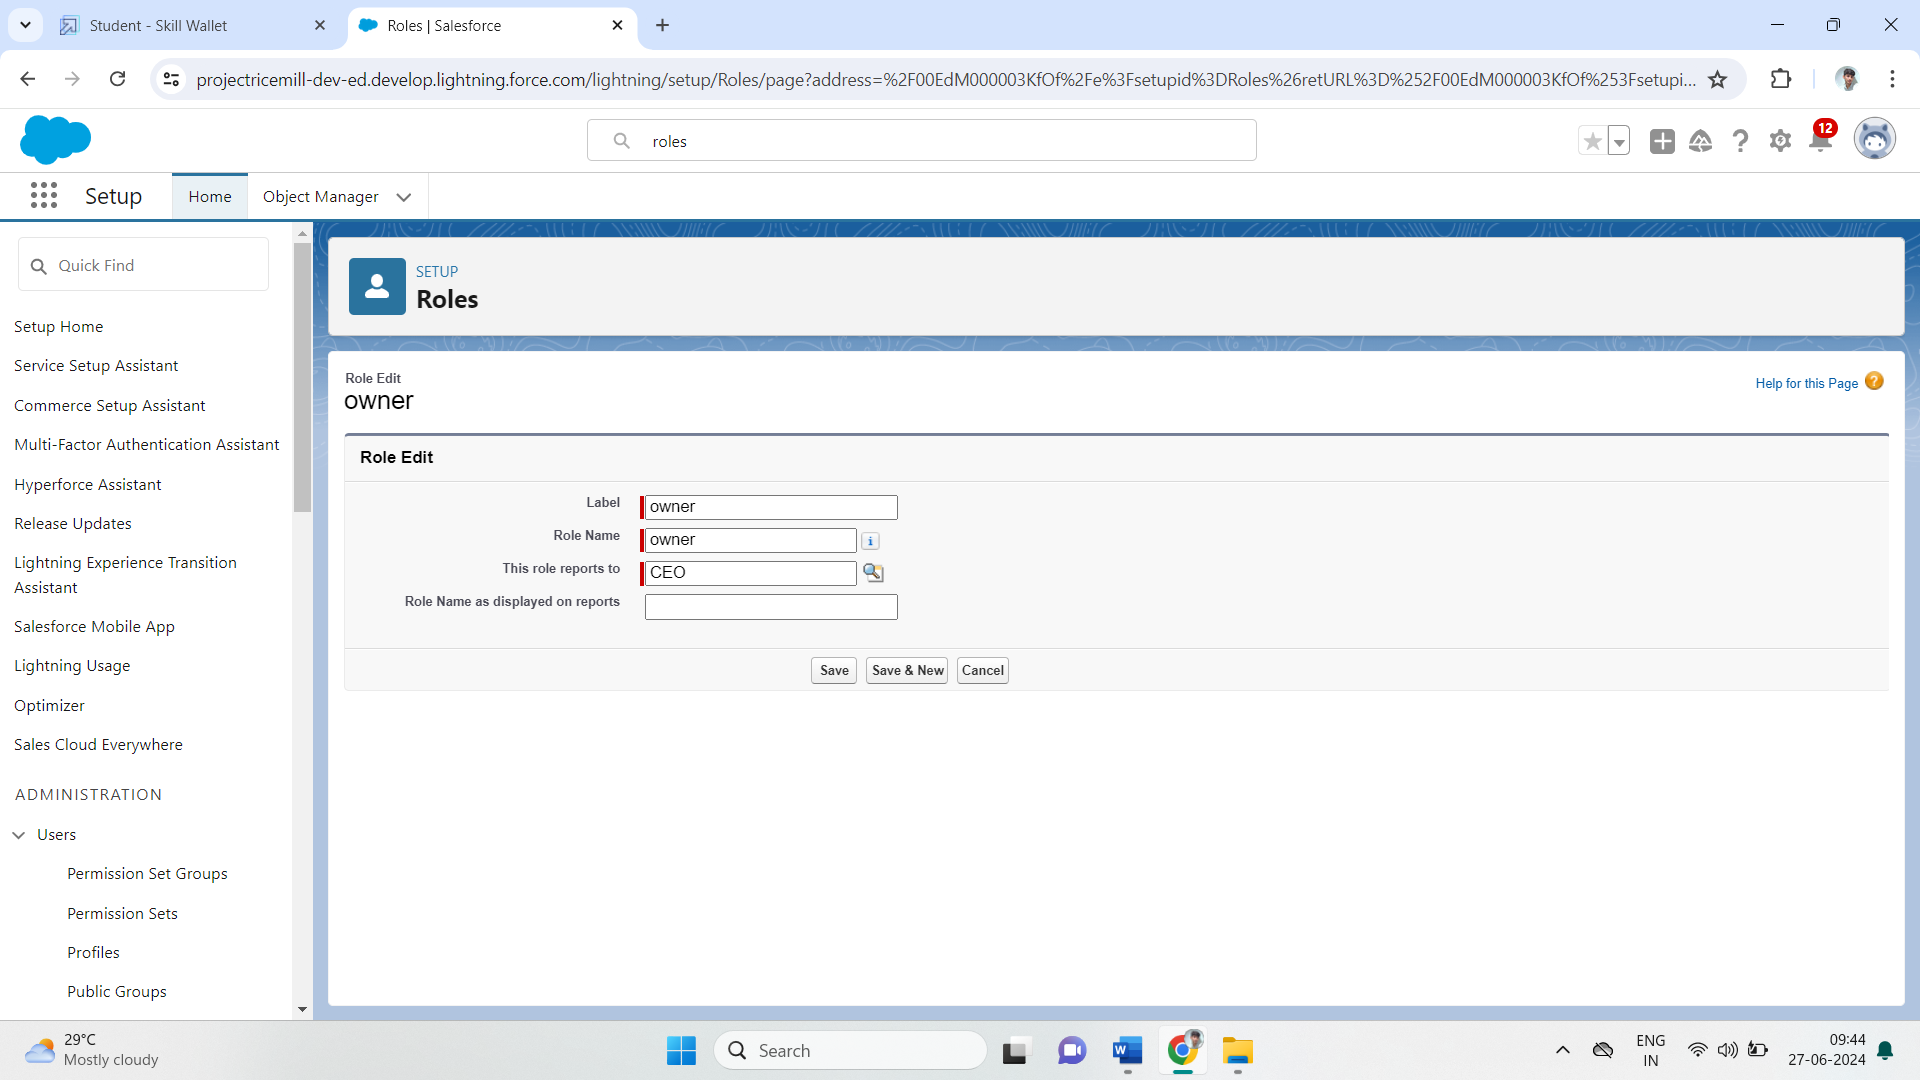 Student - Skill Wallet
Roles | Salesforce
projectricemill-dev-ed.develop.lightning.force.com/lightning/setup/Roles/page?address=%2F00EdM000003KfOf%2Fe%3Fsetupid%3DRoles%26retURL%3D%252F00EdM000003KfOf%253Fsetupi...
roles
12
Setup
Home
Object Manager
Quick Find
Setup Home
Service Setup Assistant
Commerce Setup Assistant
Multi-Factor Authentication Assistant
Hyperforce Assistant
Release Updates
Lightning Experience Transition
Assistant
Salesforce Mobile App
Lightning Usage
Optimizer
Sales Cloud Everywhere
ADMINISTRATION
Users
Permission Set Groups
Permission Sets
Profiles
Public Groups
SETUP
Roles
Role Edit
owner
Help for this Page
Role Edit
Label
owner
Role Name
owner
This role reports to
CEO
Role Name as displayed on reports
Save
Save & New
Cancel
29°C
Mostly cloudy
Search
ENG
IN
09:44
27-06-2024